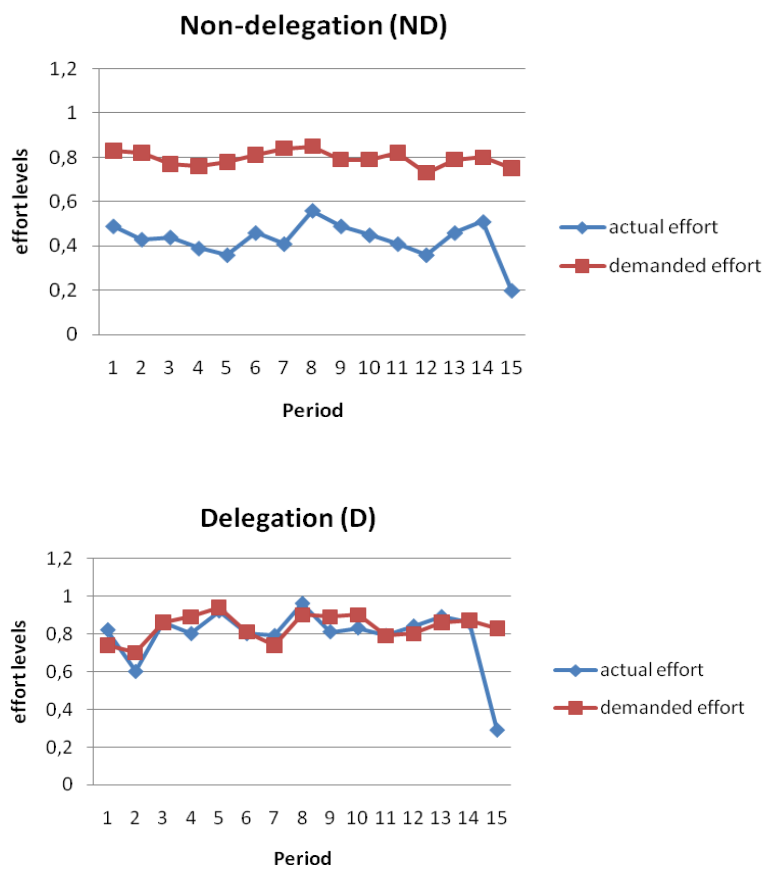 Non-delegation (ND)
1,2
1
0,8
0,6
0,4
0,2
0
effort levels
actual effort
demanded effort
1 2 3 4 5 6 7 8 9 10 11 12 13 14 15
Period
Delegation (D)
1,2
1
0,8
0,6
0,4
0,2
0
effort levels
actual effort
demanded effort
1 2 3 4 5 6 7 8 9 10 11 12 13 14 15
Period